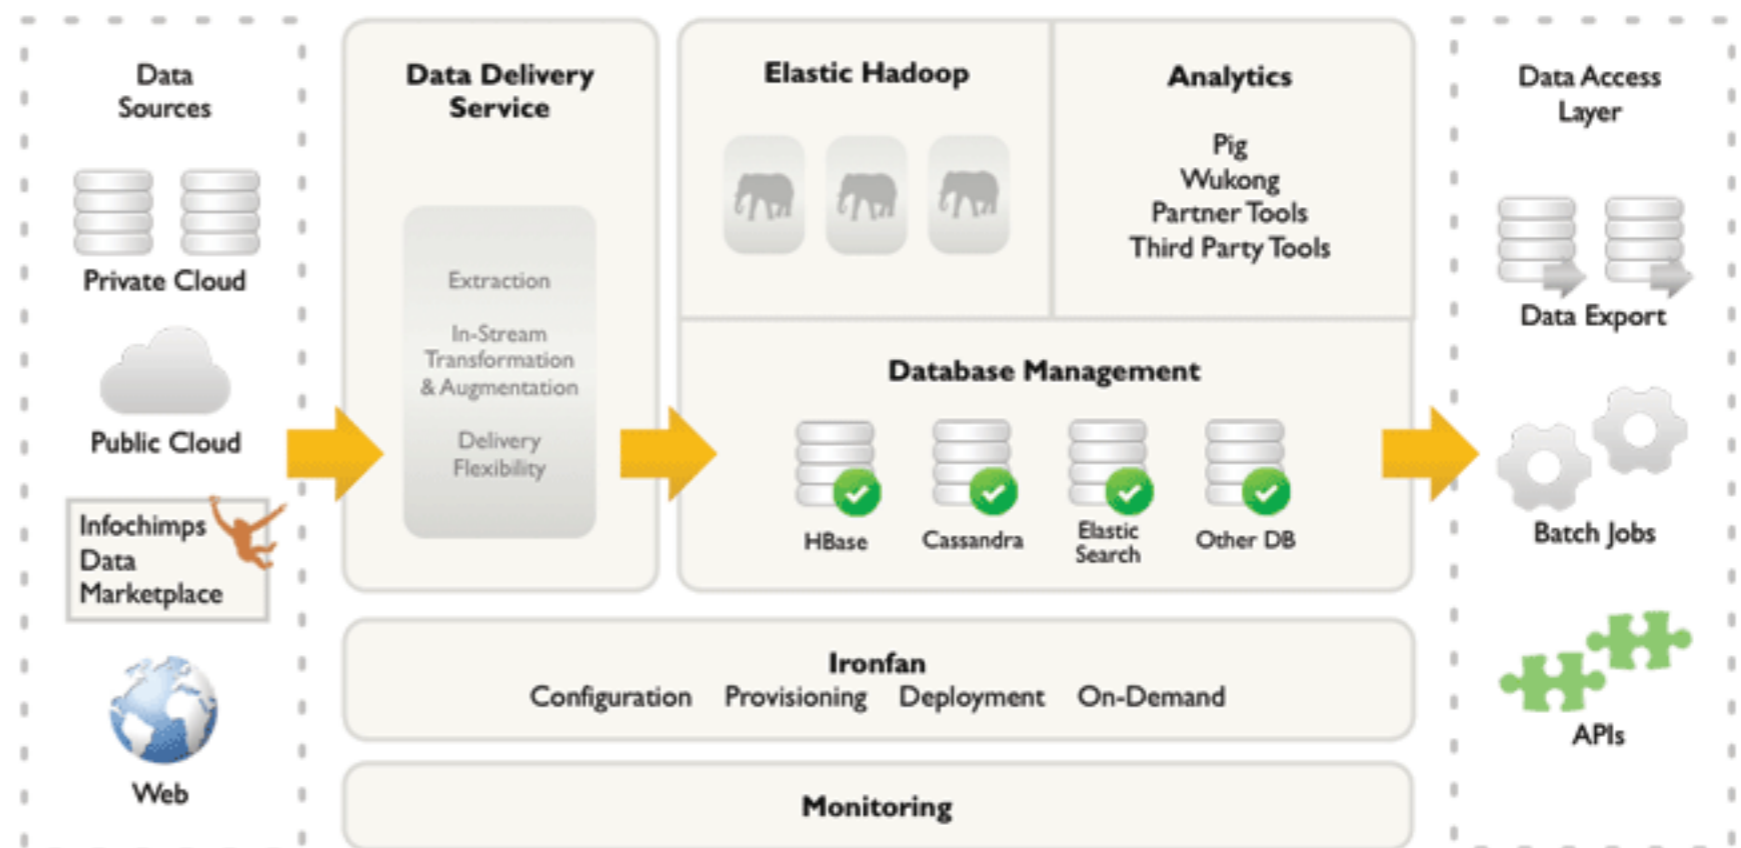 Data
Sources
Private Cloud
Public Cloud
Infochimps
Data
Marketplace
Web
Data Delivery
Service
Extraction
In-Stream
Transformation
& Augmentation
Delivery
Flexibility
Elastic Hadoop
Analytics
Pig
Wukong
Partner Tools
Third Party Tools
Database Management
HBase
Cassandra
Elastic
Search
Other DB
Ironfan
Configuration Provisioning Deployment On-Demand
Monitoring
Data Access
Layer
Data Export
Batch Jobs
APIs